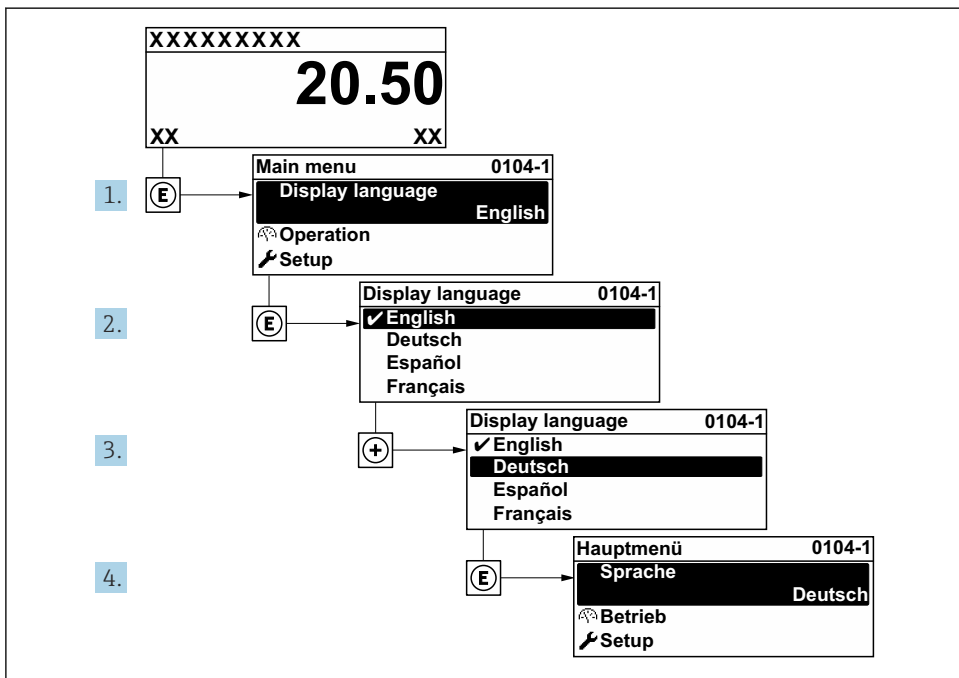 XXXXXXXXX
20.50
XX XX
1. E
Main menu 0104-1
Display language
English
Operation
Setup
2. E
Display language 0104-1
✔English
Deutsch
Español
Français
3. +
Display language 0104-1
✔English
Deutsch
Español
Français
4. E
Hauptmenü 0104-1
Sprache
Deutsch
Betrieb
Setup